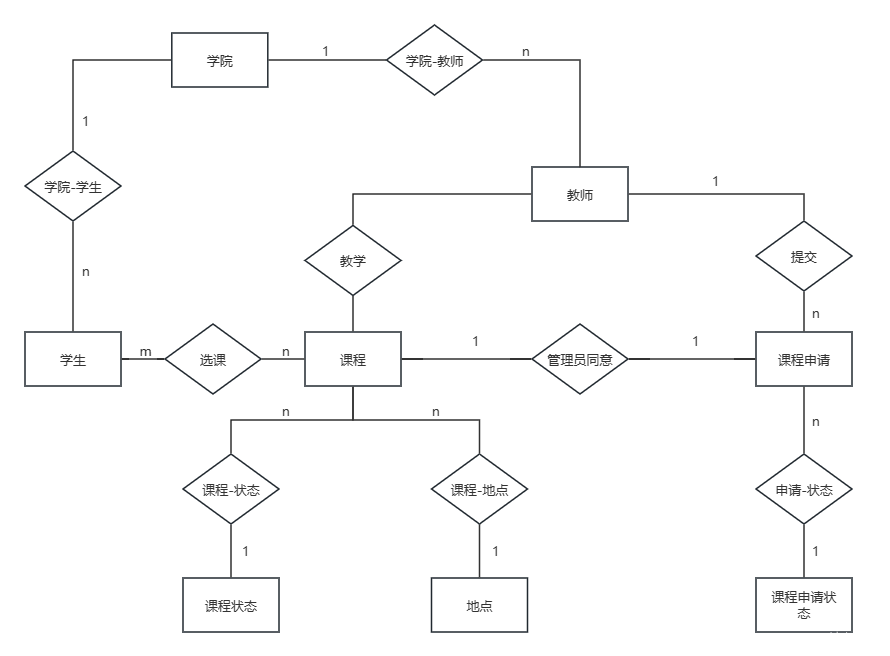 学院
1
学院-教师
n
1
学院-学生
教师
1
教学
提交
n
n
学生
m
选课
n
课程
1
管理员同意
1
课程申请
n
n
n
课程-状态
课程-地点
申请-状态
1
1
1
课程状态
地点
课程申请状
态